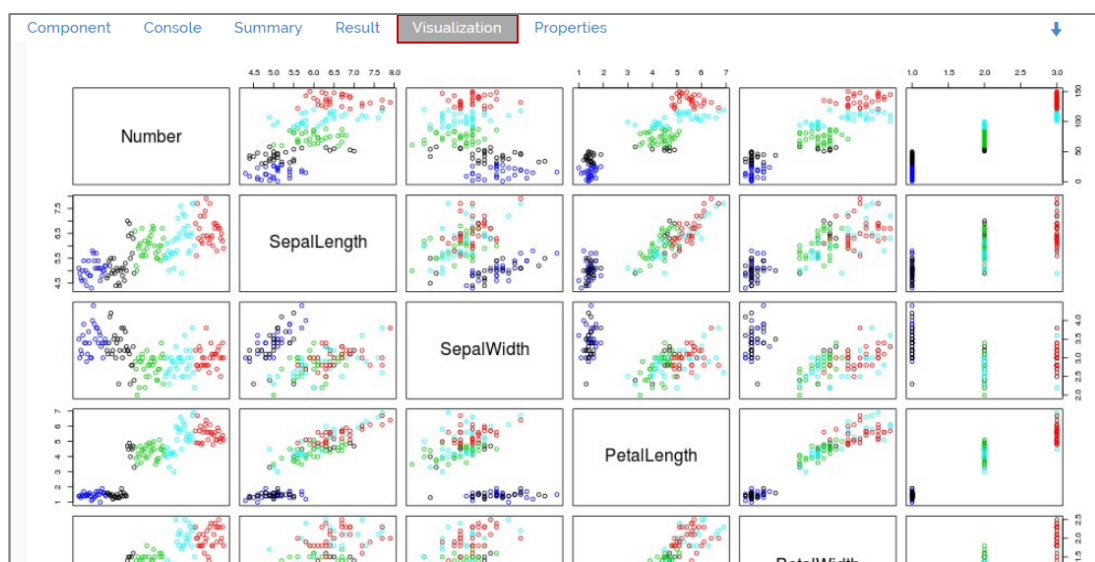 Component Console Summary Result Visualization Properties
4.5 5.0 5.5 6.0 6.5 7.0 7.5 8.0 1 2 3 4 5 6 7 1.0 1.5 2.0 2.5 3.0
Number
0 50 100 150
4.5 5.5 6.5 7.5
SepalLength
SepalWidth
2.0 2.5 3.0 3.5 4.0
1 2 3 4 5 6 7
PetalLength
PetalWidth
1.5 2.0 2.5